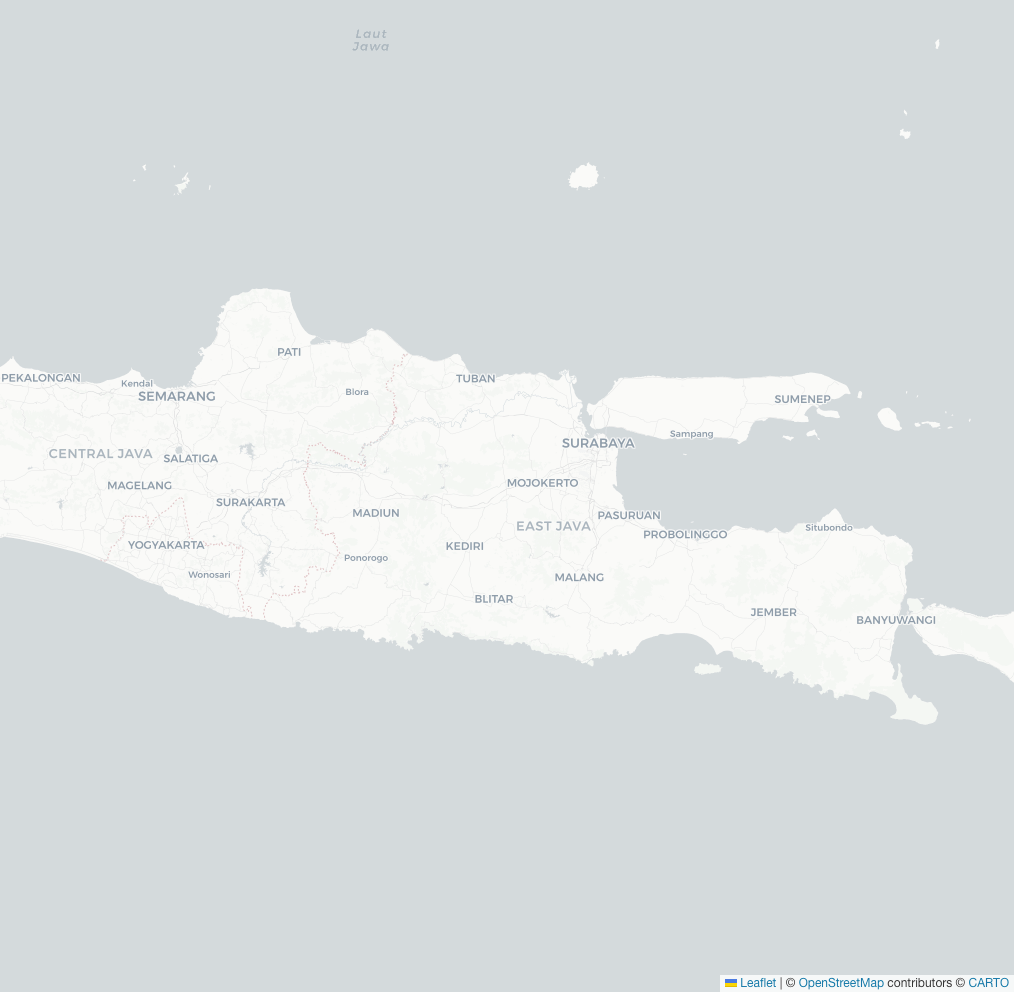 Laut
Jawa
PATI
PEKALONGAN
Kendal
TUBAN
Blora
SEMARANG
SUMENEP
Sampang
SURABAYA
CENTRAL JAVA
SALATIGA
MAGELANG
MOJOKERTO
SURAKARTA
MADIUN
PASURUAN
EAST JAVA
Situbondo
PROBOLINGGO
YOGYAKARTA
KEDIRI
Ponorogo
Wonosari
MALANG
BLITAR
JEMBER
BANYUWANGI
Leaflet | © OpenStreetMap contributors © CARTO